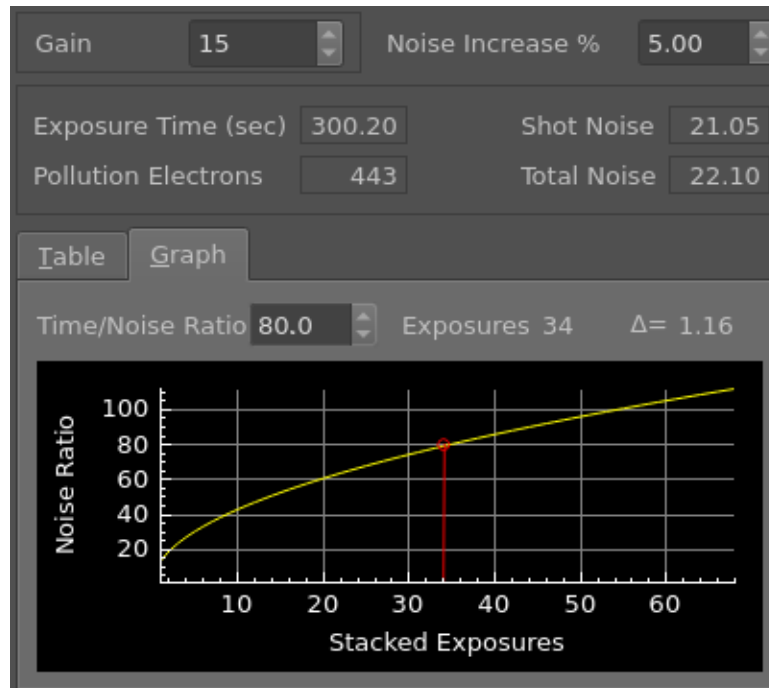 Gain 15 Noise Increase % 5.00
Exposure Time (sec) 300.20 Shot Noise 21.05
Pollution Electrons 443 Total Noise 22.10
Table Graph
Time/Noise Ratio 80.0 Exposures 34 Δ= 1.16
100
80
60
40
20
Noise Ratio
10 20 30 40 50 60
Stacked Exposures